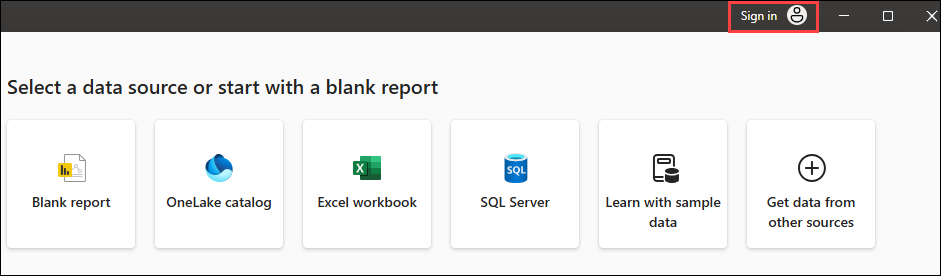 Sign in
Select a data source or start with a blank report
Blank report
OneLake catalog
X
Excel workbook
SQL
SQL Server
Learn with sample
data
Get data from
other sources